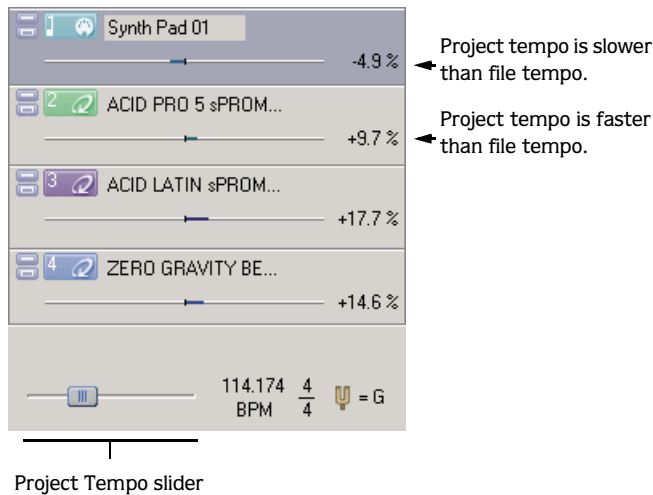 1 Synth Pad 01
-4.9 %
Project tempo is slower
than file tempo.
2 ACID PRO 5 sPROM...
+9.7 %
Project tempo is faster
than file tempo.
3 ACID LATIN sPROM...
+17.7 %
4 ZERO GRAVITY BE...
+14.6 %
114.174 4
BPM 4
= G
Project Tempo slider